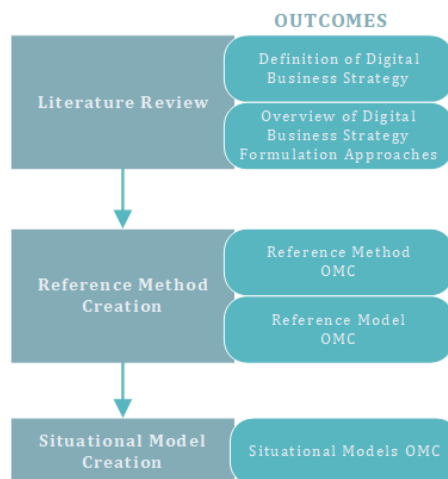 OUTCOMES
Literature Review
Definition of Digital
Business Strategy
Overview of Digital
Business Strategy
Formulation Approaches
Reference Method
Creation
Reference Method
OMC
Reference Model
OMC
Situational Model
Creation
Situational Models OMC